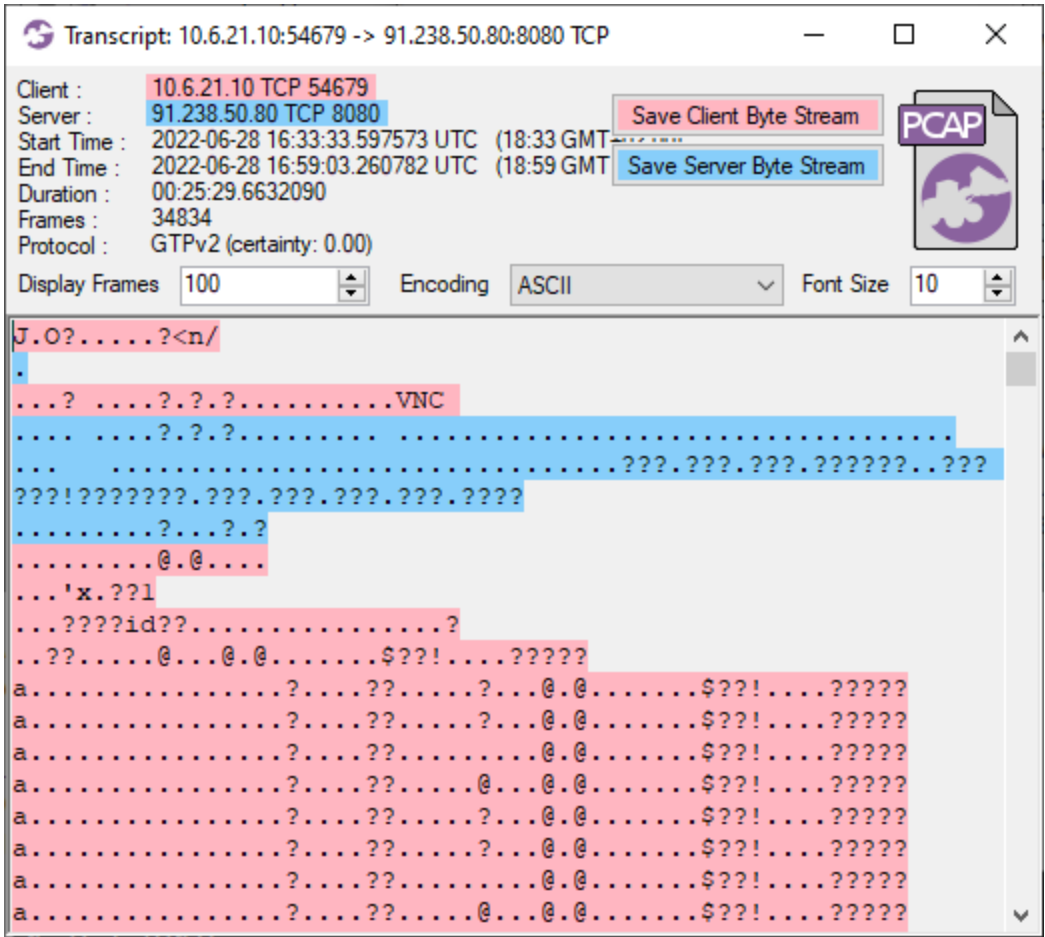 Transcript: 10.6.21.10:54679 -> 91.238.50.80:8080 TCP
Client : 10.6.21.10 TCP 54679
Server : 91.238.50.80 TCP 8080
Start Time : 2022-06-28 16:33:33.597573 UTC (18:33 GMT
End Time : 2022-06-28 16:59:03.260782 UTC (18:59 GMT
Duration : 00:25:29.6632090
Frames : 34834
Protocol : GTPv2 (certainty: 0.00)
Save Client Byte Stream
Save Server Byte Stream
PCAP
Display Frames 100 Encoding ASCII Font Size 10
J.O?.....?<n/
.
...? ....?.?.?..........VNC
.... ....?.?.?......... ...................................
... ................................???.???.???.??????..???
???!???????.???.???.???.???.????
.........?...?.?
.........@.@....
...'x.??l
...????id??................?
..??.....@...@.@.......$??!....?????
a................?....??.....?...@.@.......$??!....?????
a................?....??.....?...@.@.......$??!....?????
a................?....??.........@.@.......$??!....?????
a................?....??.....@...@.@.......$??!....?????
a................?....??.....?...@.@.......$??!....?????
a................?....??.....?...@.@.......$??!....?????
a................?....??.........@.@.......$??!....?????
a................?....??.....@...@.@.......$??!....?????